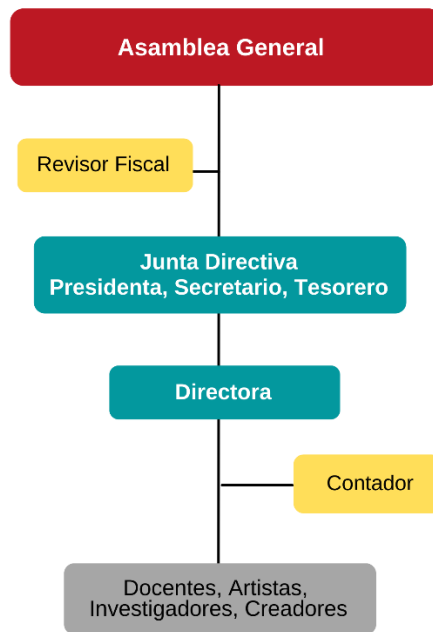 Asamblea General
Revisor Fiscal
Junta Directiva
Presidenta, Secretario, Tesorero
Directora
Contador
Docentes, Artistas,
Investigadores, Creadores